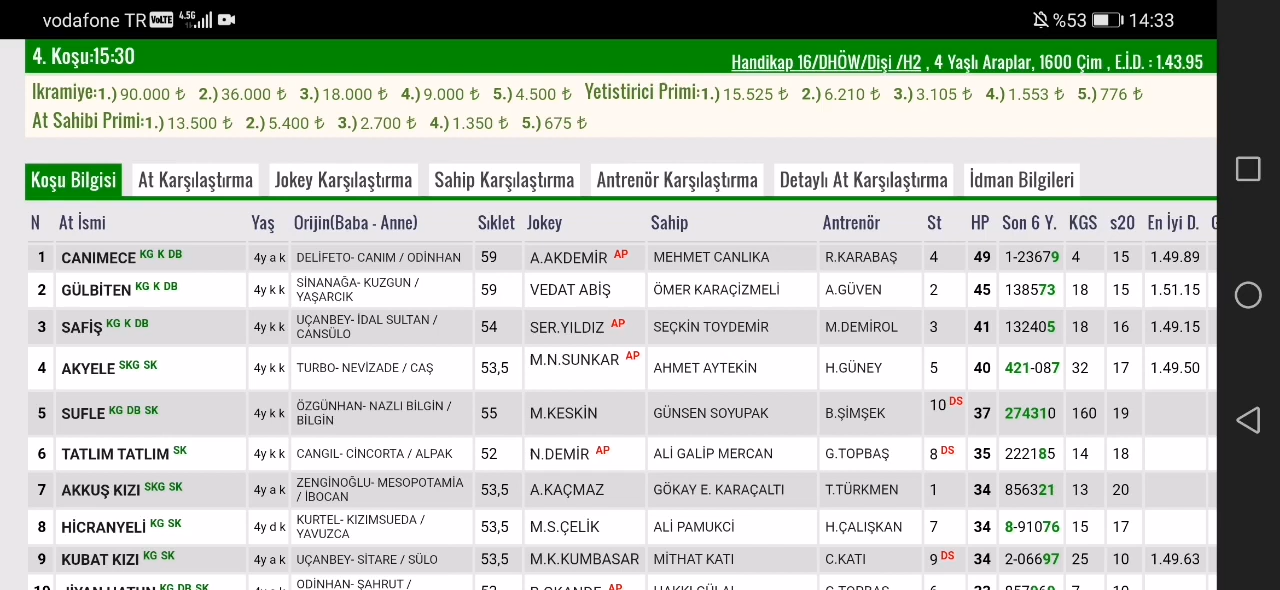 vodafone TR VoLTE 4.5G %53 14:33
4. Koşu:15:30
Handikap 16/DHÖW/Dişi /H2 , 4 Yaşlı Araplar, 1600 Çim , E.İ.D. : 1.43.95
Ikramiye:1.) 90.000 ₺ 2.) 36.000 ₺ 3.) 18.000 ₺ 4.) 9.000 ₺ 5.) 4.500 ₺ Yetistirici Primi:1.) 15.525 ₺ 2.) 6.210 ₺ 3.) 3.105 ₺ 4.) 1.553 ₺ 5.) 776 ₺
At Sahibi Primi:1.) 13.500 ₺ 2.) 5.400 ₺ 3.) 2.700 ₺ 4.) 1.350 ₺ 5.) 675 ₺
Koşu Bilgisi At Karşılaştırma Jokey Karşılaştırma Sahip Karşılaştırma Antrenör Karşılaştırma Detaylı At Karşılaştırma İdman Bilgileri
N At İsmi Yaş Orijin(Baba - Anne) Sıklet Jokey Sahip Antrenör St HP Son 6 Y. KGS s20 En İyi D.
1 CANIMECE KG K DB 4y a k DELİFETO- CANIM / ODİNHAN 59 A.AKDEMİR AP MEHMET CANLIKA R.KARABAŞ 4 49 1-23679 4 15 1.49.89
2 GÜLBİTEN KG K DB 4y k k SİNANAĞA- KUZGUN /
YAŞARCIK 59 VEDAT ABİŞ ÖMER KARAÇİZMELİ A.GÜVEN 2 45 138573 18 15 1.51.15
3 SAFİŞ KG K DB 4y k k UÇANBEY- İDAL SULTAN /
CANSÜLO 54 SER.YILDIZ AP SEÇKİN TOYDEMİR M.DEMİROL 3 41 132405 18 16 1.49.15
4 AKYELE SKG SK 4y k k TURBO- NEVİZADE / CAŞ 53,5 M.N.SUNKAR AP AHMET AYTEKİN H.GÜNEY 5 40 421-087 32 17 1.49.50
5 SUFLE KG DB SK 4y k k ÖZGÜNHAN- NAZLI BİLGİN /
BİLGİN 55 M.KESKİN GÜNSEN SOYUPAK B.ŞİMŞEK 10 DS 37 274310 160 19
6 TATLIM TATLIM SK 4y k k CANGIL- CİNCORTA / ALPAK 52 N.DEMİR AP ALİ GALİP MERCAN G.TOPBAŞ 8 DS 35 222185 14 18
7 AKKUŞ KIZI SKG SK 4y a k ZENGİNOĞLU- MESOPOTAMİA
/ İBOCAN 53,5 A.KAÇMAZ GÖKAY E. KARAÇALTI T.TÜRKMEN 1 34 856321 13 20
8 HİCRANYELİ KG SK 4y d k KURTEL- KIZIMSUEDA /
YAVUZCA 53,5 M.S.ÇELİK ALİ PAMUKCİ H.ÇALIŞKAN 7 34 8-91076 15 17
9 KUBAT KIZI KG SK 4y a k UÇANBEY- SİTARE / SÜLO 53,5 M.K.KUMBASAR MİTHAT KATI C.KATI 9 DS 34 2-06697 25 10 1.49.63
ODİNHAN- ŞAHRUT /